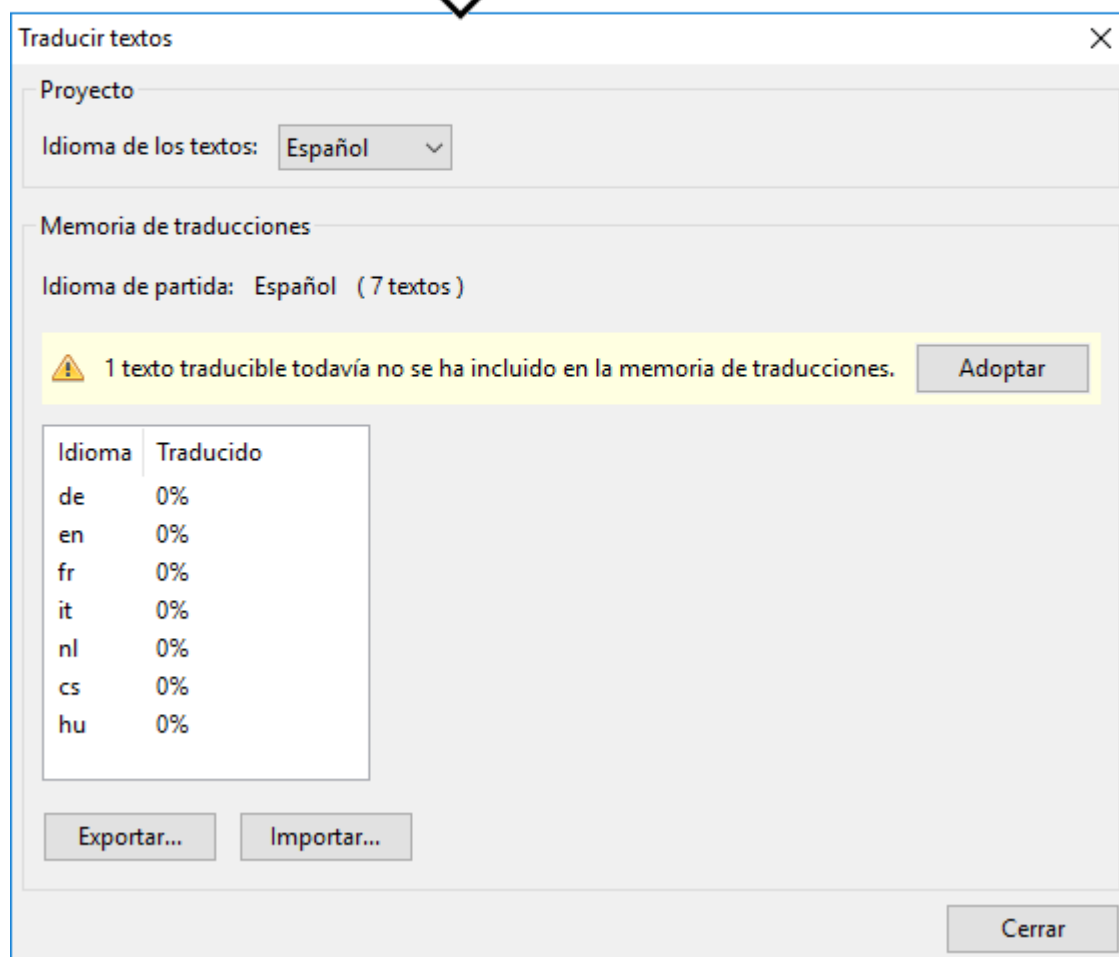 Traducir textos
Proyecto
Idioma de los textos: Español
Memoria de traducciones
Idioma de partida: Español ( 7 textos )
1 texto traducible todavía no se ha incluido en la memoria de traducciones. Adoptar
Idioma Traducido
de 0%
en 0%
fr 0%
it 0%
nl 0%
cs 0%
hu 0%
Exportar... Importar...
Cerrar